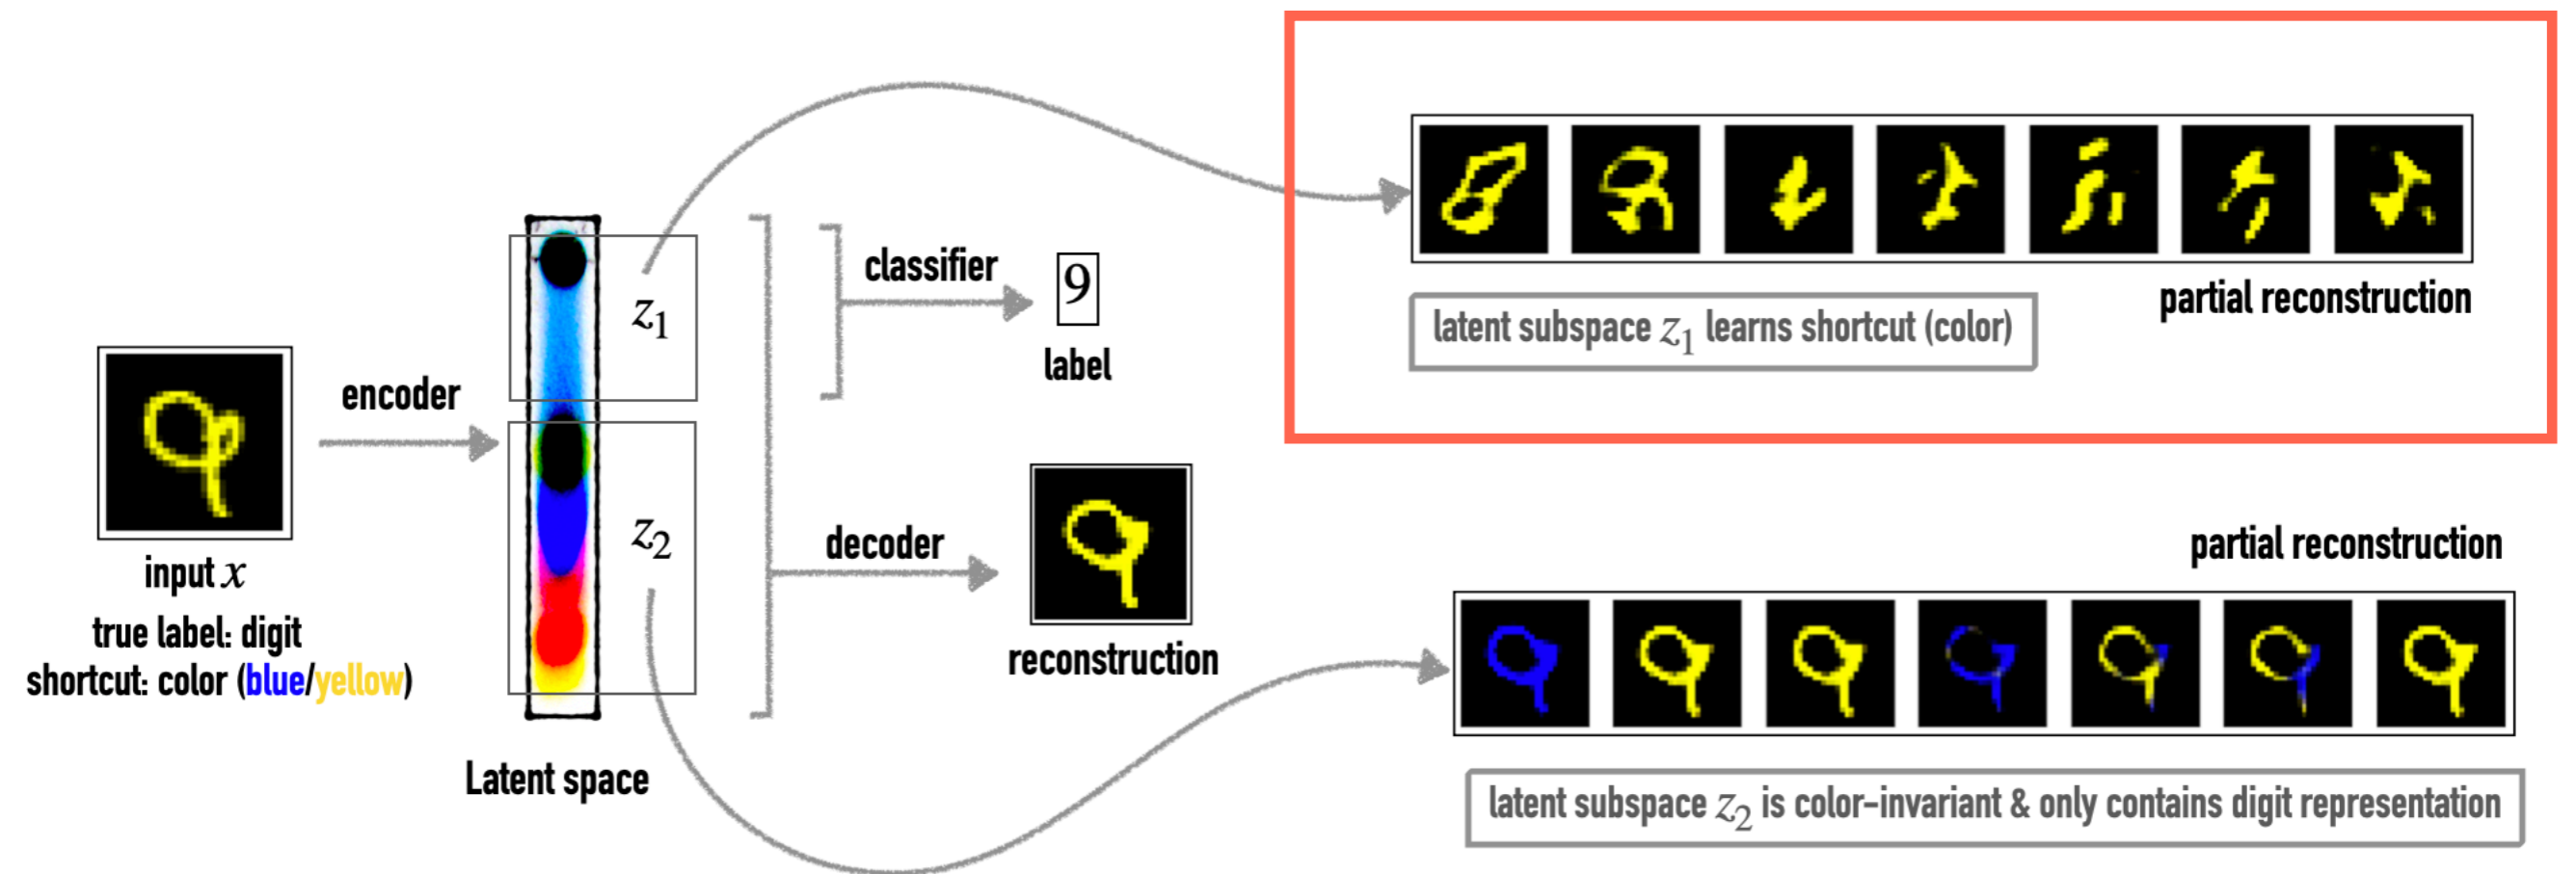 input x
true label: digit
shortcut: color (blue/yellow)
encoder
z₁
z₂
Latent space
classifier
9
label
decoder
reconstruction
partial reconstruction
latent subspace z₁ learns shortcut (color)
partial reconstruction
latent subspace z₂ is color-invariant & only contains digit representation